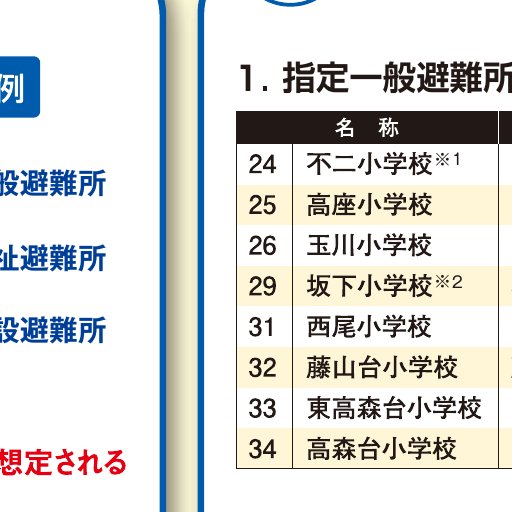 例
般避難所
祉避難所
設避難所
想定される
1. 指定一般避難所
名 称
24 不二小学校※1
25 高座小学校
26 玉川小学校
29 坂下小学校※2
31 西尾小学校
32 藤山台小学校
33 東高森台小学校
34 高森台小学校